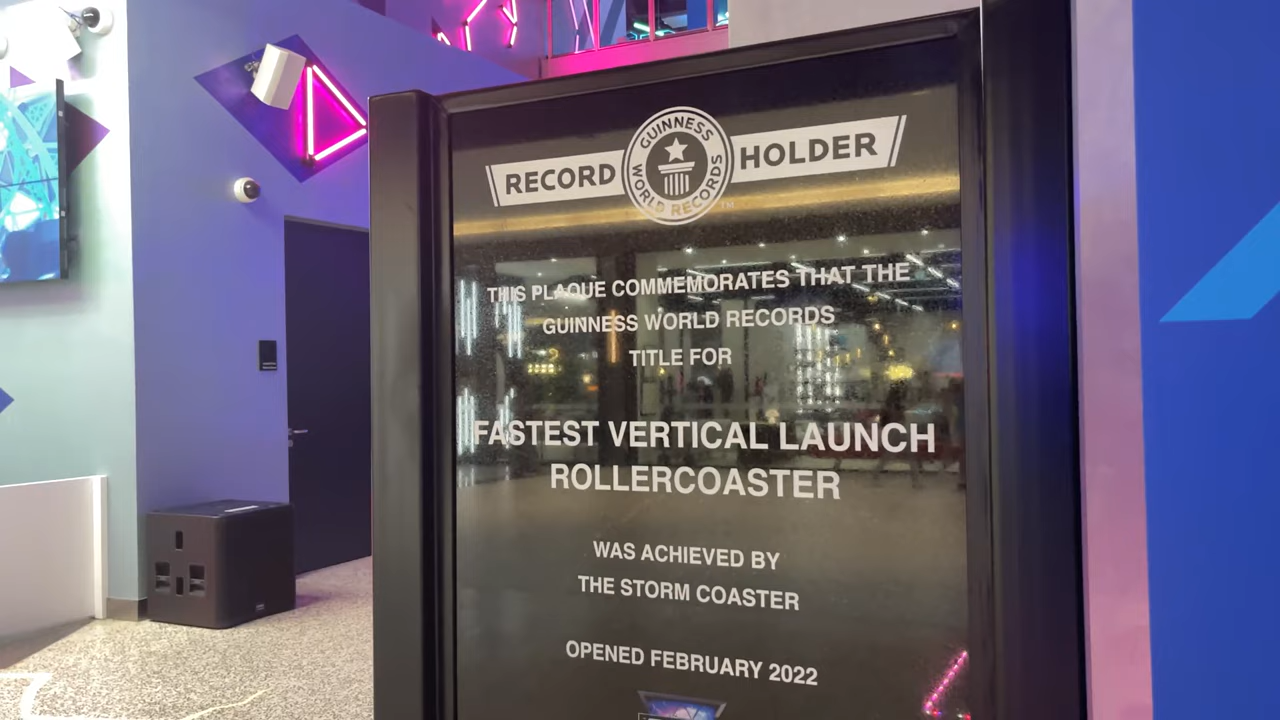 RECORD HOLDER
GUINNESS
WORLD RECORDS
TM
THIS PLAQUE COMMEMORATES THAT THE
GUINNESS WORLD RECORDS
TITLE FOR
FASTEST VERTICAL LAUNCH
ROLLERCOASTER
WAS ACHIEVED BY
THE STORM COASTER
OPENED FEBRUARY 2022